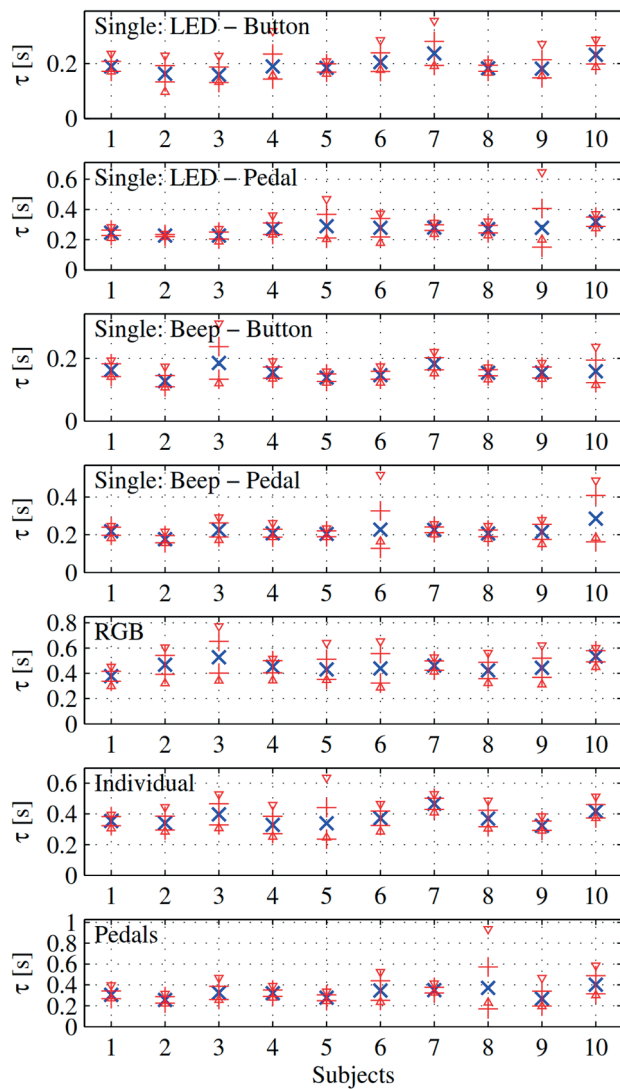 Single: LED − Button
τ [s]
0.2
0
1 2 3 4 5 6 7 8 9 10
Single: LED − Pedal
τ [s]
0.6
0.4
0.2
0
1 2 3 4 5 6 7 8 9 10
Single: Beep − Button
τ [s]
0.2
0
1 2 3 4 5 6 7 8 9 10
Single: Beep − Pedal
τ [s]
0.4
0.2
0
1 2 3 4 5 6 7 8 9 10
RGB
τ [s]
0.8
0.6
0.4
0.2
0
1 2 3 4 5 6 7 8 9 10
Individual
τ [s]
0.6
0.4
0.2
0
1 2 3 4 5 6 7 8 9 10
Pedals
τ [s]
1
0.8
0.6
0.4
0.2
0
1 2 3 4 5 6 7 8 9 10
Subjects